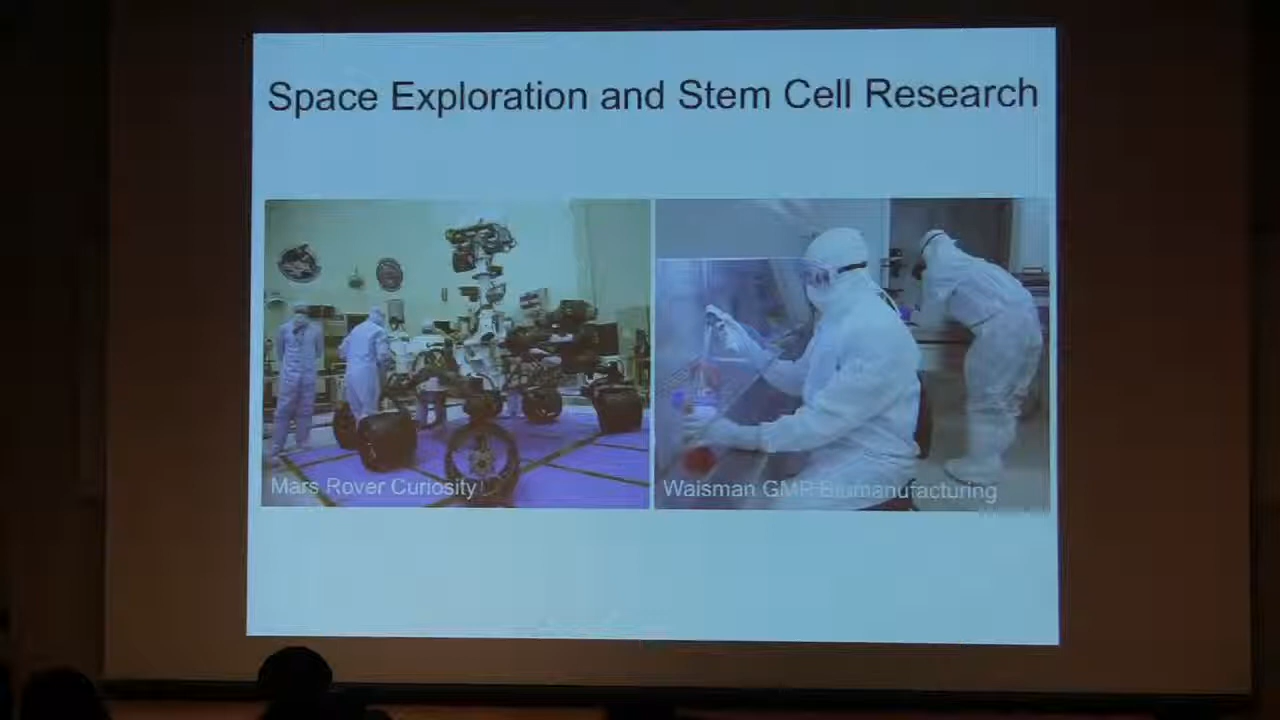 Space Exploration and Stem Cell Research
Mars Rover Curiosity
Waisman GMP Biomanufacturing